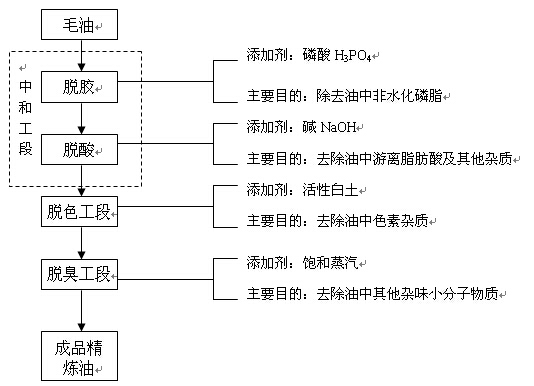 毛油
中和工段
脱胶
添加剂：磷酸 H3PO4
主要目的：除去油中非水化磷脂
脱酸
添加剂：碱 NaOH
主要目的：去除油中游离脂肪酸及其他杂质
脱色工段
添加剂：活性白土
主要目的：去除油中色素杂质
脱臭工段
添加剂：饱和蒸汽
主要目的：去除油中其他杂味小分子物质
成品精
炼油